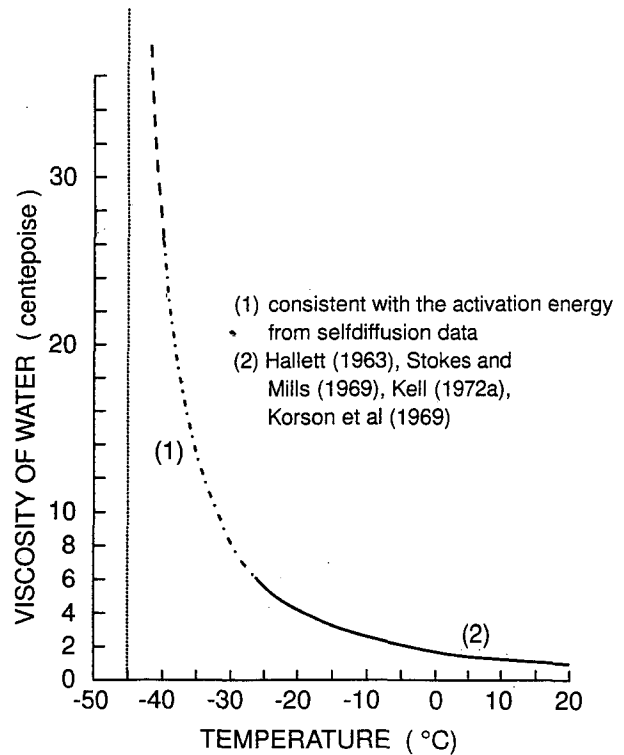 30
20
10
8
6
4
2
0
VISCOSITY OF WATER ( centepoise )
(1) consistent with the activation energy
from selfdiffusion data
(2) Hallett (1963), Stokes and
Mills (1969), Kell (1972a),
Korson et al (1969)
(1)
(2)
-50 -40 -30 -20 -10 0 10 20
TEMPERATURE ( °C)